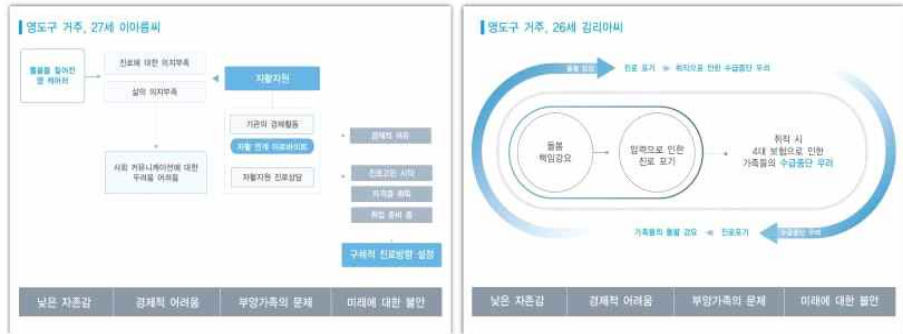 영도구 거주, 27세 이아름씨
돌봄을 짊어진
영 케어러
진로에 대한 의지부족
삶의 의지부족
사회 커뮤니케이션에 대한
두려움 어려움
자활지원
기관의 경제활동
자활 연계 아르바이트
자활지원 진로상담
경제적 여유
진로고민 시작
자격증 취득
취업 준비 중
구체적 진로방향 설정
낮은 자존감
경제적 어려움
부양가족의 문제
미래에 대한 불안
영도구 거주, 26세 김리아씨
돌봄 강요
진로 포기 ≫ 취직으로 인한 수급중단 우려
돌봄
책임강요
압력으로 인한
진로 포기
취직 시
4대 보험으로 인한
가족들의 수급중단 우려
가족들의 돌봄 강요 ≪ 진로포기
수급중단 우려
낮은 자존감
경제적 어려움
부양가족의 문제
미래에 대한 불안